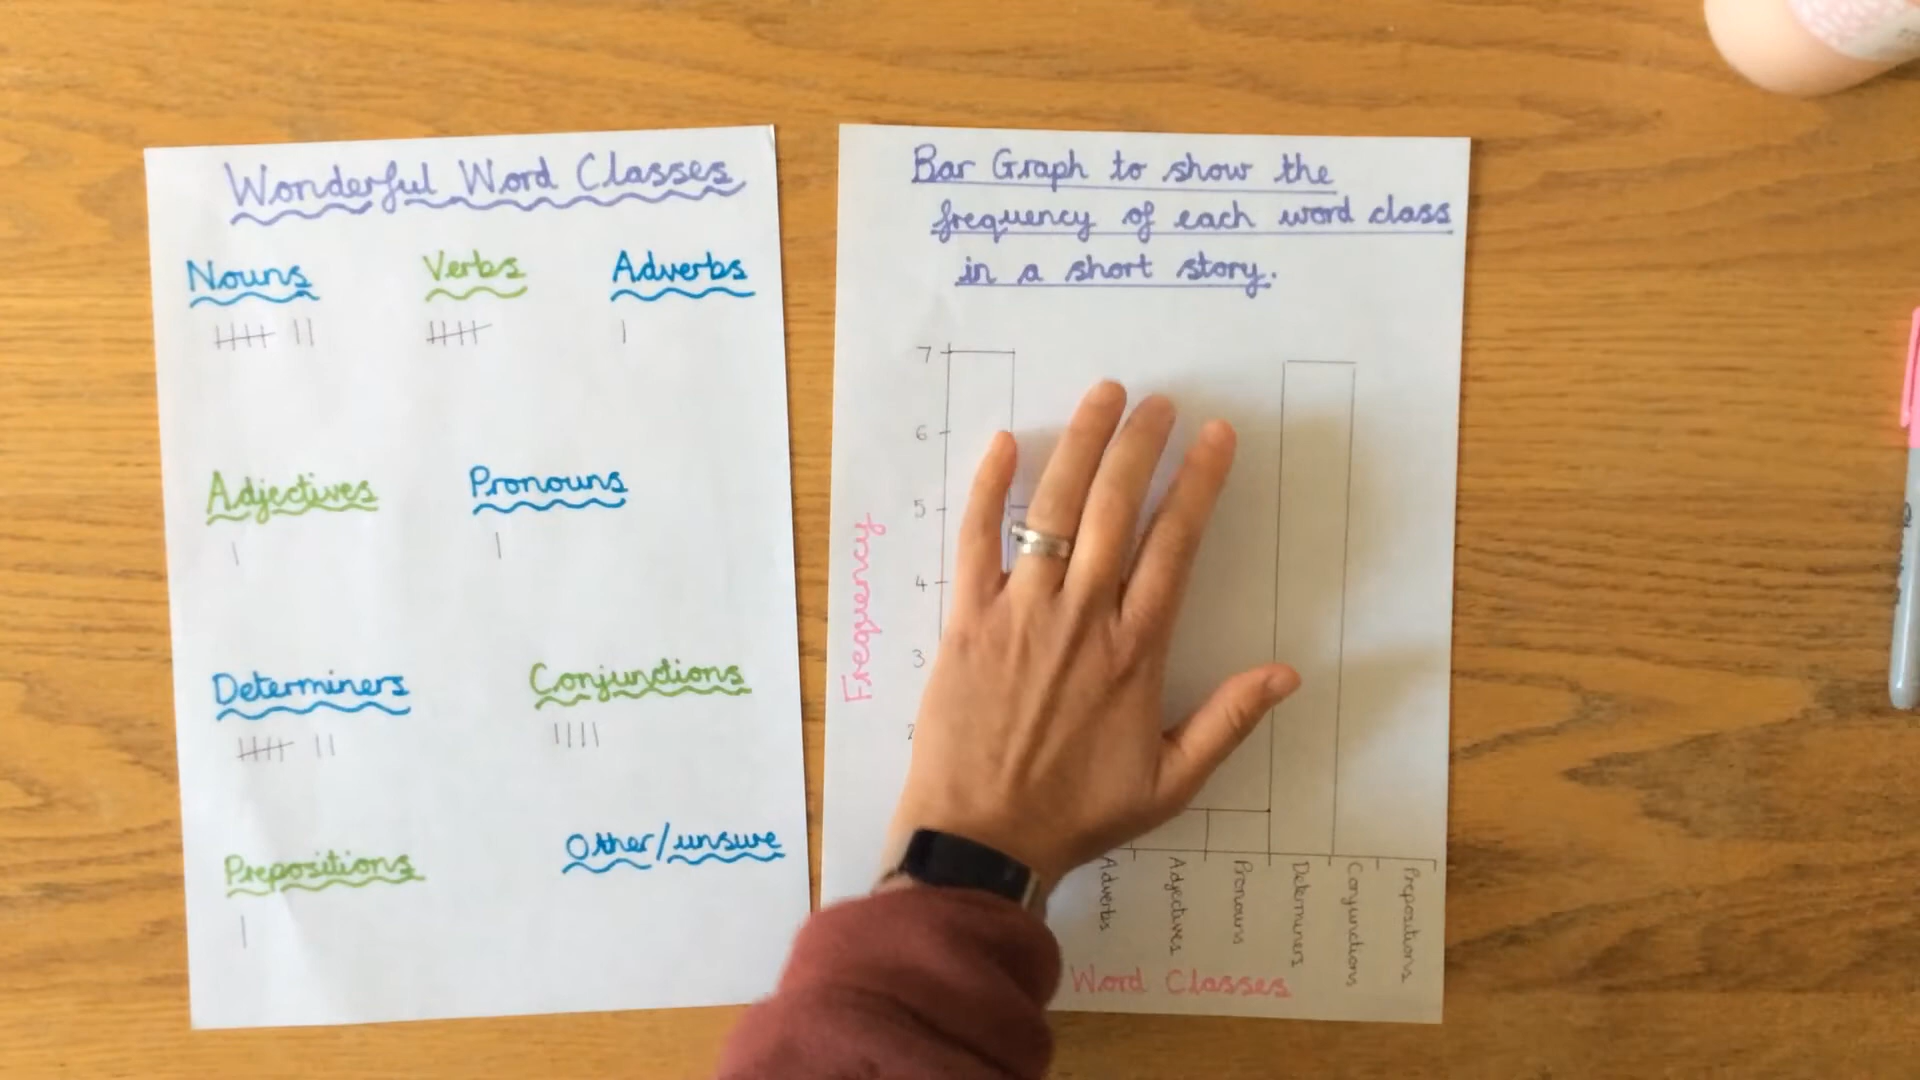 Wonderful Word Classes
Nouns Verbs Adverbs
Adjectives Pronouns
Determiners Conjunctions
Prepositions Other/unsure
Bar Graph to show the
frequency of each word class
in a short story.
7
6
5
4
3
2
Frequency
Adverbs
Adjectives
Pronouns
Determiners
Conjunctions
Prepositions
Word Classes